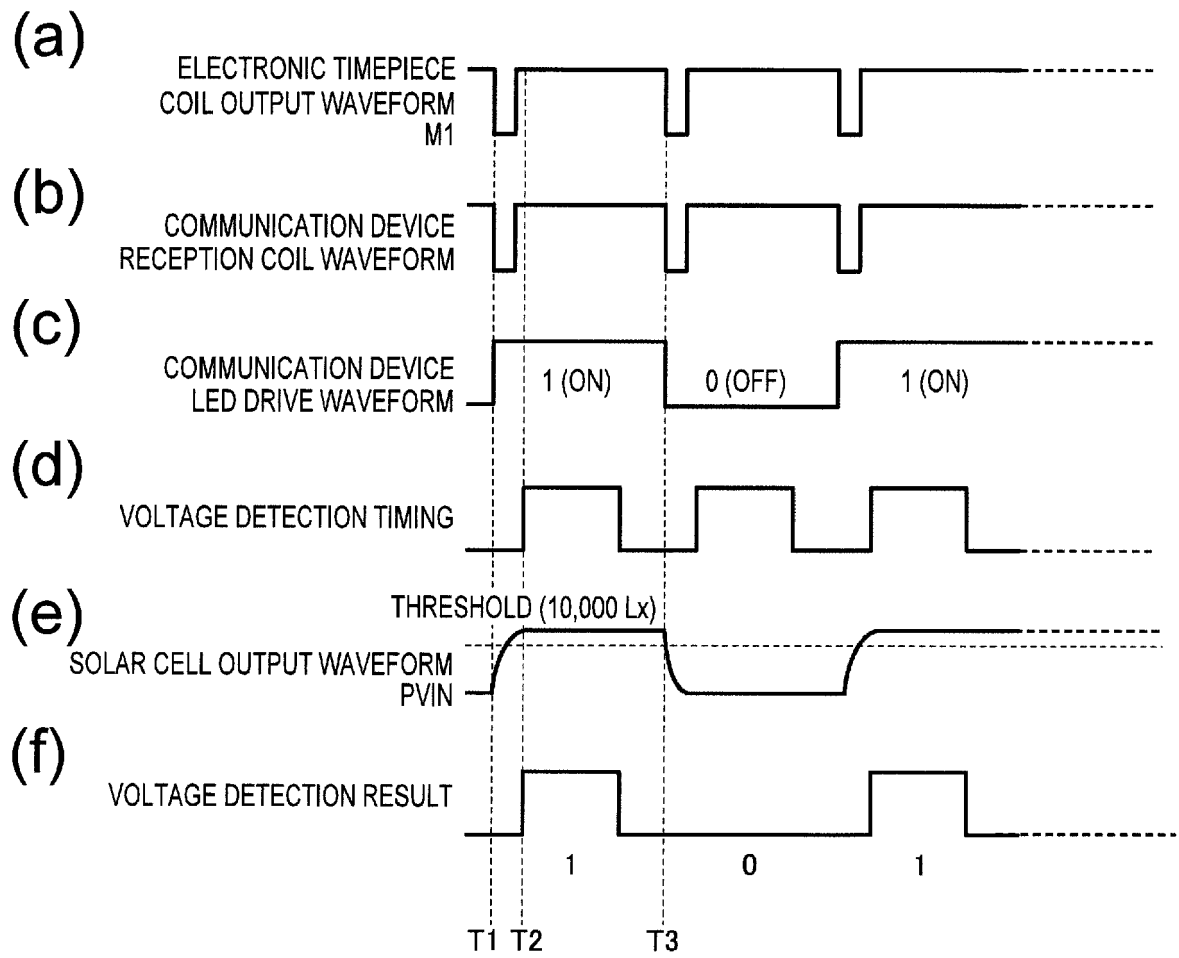 (a)
ELECTRONIC TIMEPIECE
COIL OUTPUT WAVEFORM
M1
(b)
COMMUNICATION DEVICE
RECEPTION COIL WAVEFORM
(c)
COMMUNICATION DEVICE
LED DRIVE WAVEFORM
1 (ON)
0 (OFF)
1 (ON)
(d)
VOLTAGE DETECTION TIMING
(e)
THRESHOLD (10,000 Lx)
SOLAR CELL OUTPUT WAVEFORM
PVIN
(f)
VOLTAGE DETECTION RESULT
1
0
1
T1
T2
T3